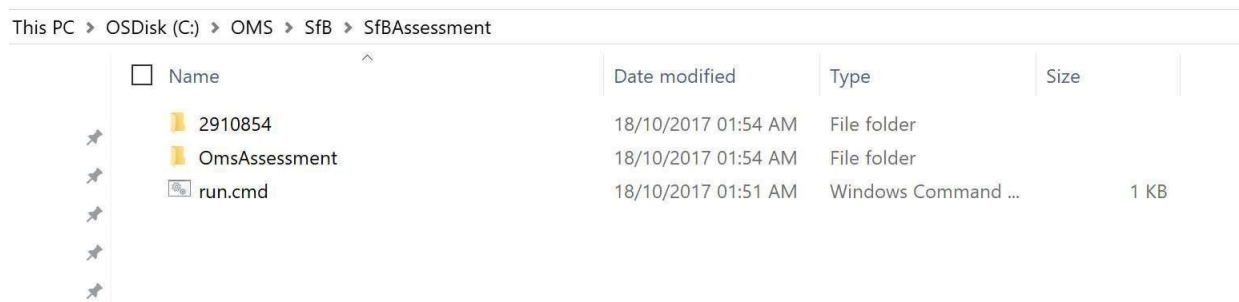 This PC > OSDisk (C:) > OMS > SfB > SfBAssessment
Name Date modified Type Size
2910854 18/10/2017 01:54 AM File folder
OmsAssessment 18/10/2017 01:54 AM File folder
run.cmd 18/10/2017 01:51 AM Windows Command ... 1 KB